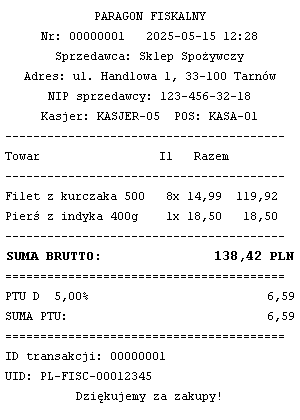 PARAGON FISKALNY
Nr: 00000001   2025-05-15 12:28
Sprzedawca: Sklep Spożywczy
Adres: ul. Handlowa 1, 33-100 Tarnów
NIP sprzedawcy: 123-456-32-18
Kasjer: KASJER-05  POS: KASA-01
----------------------------------------
Towar                 Il   Razem
----------------------------------------
Filet z kurczaka 500   8x 14,99  119,92
Pierś z indyka 400g    1x 18,50   18,50
----------------------------------------
SUMA BRUTTO:                138,42 PLN
========================================
PTU D  5,00%                         6,59
SUMA PTU:                            6,59
========================================
ID transakcji: 00000001
UID: PL-FISC-00012345
Dziękujemy za zakupy!